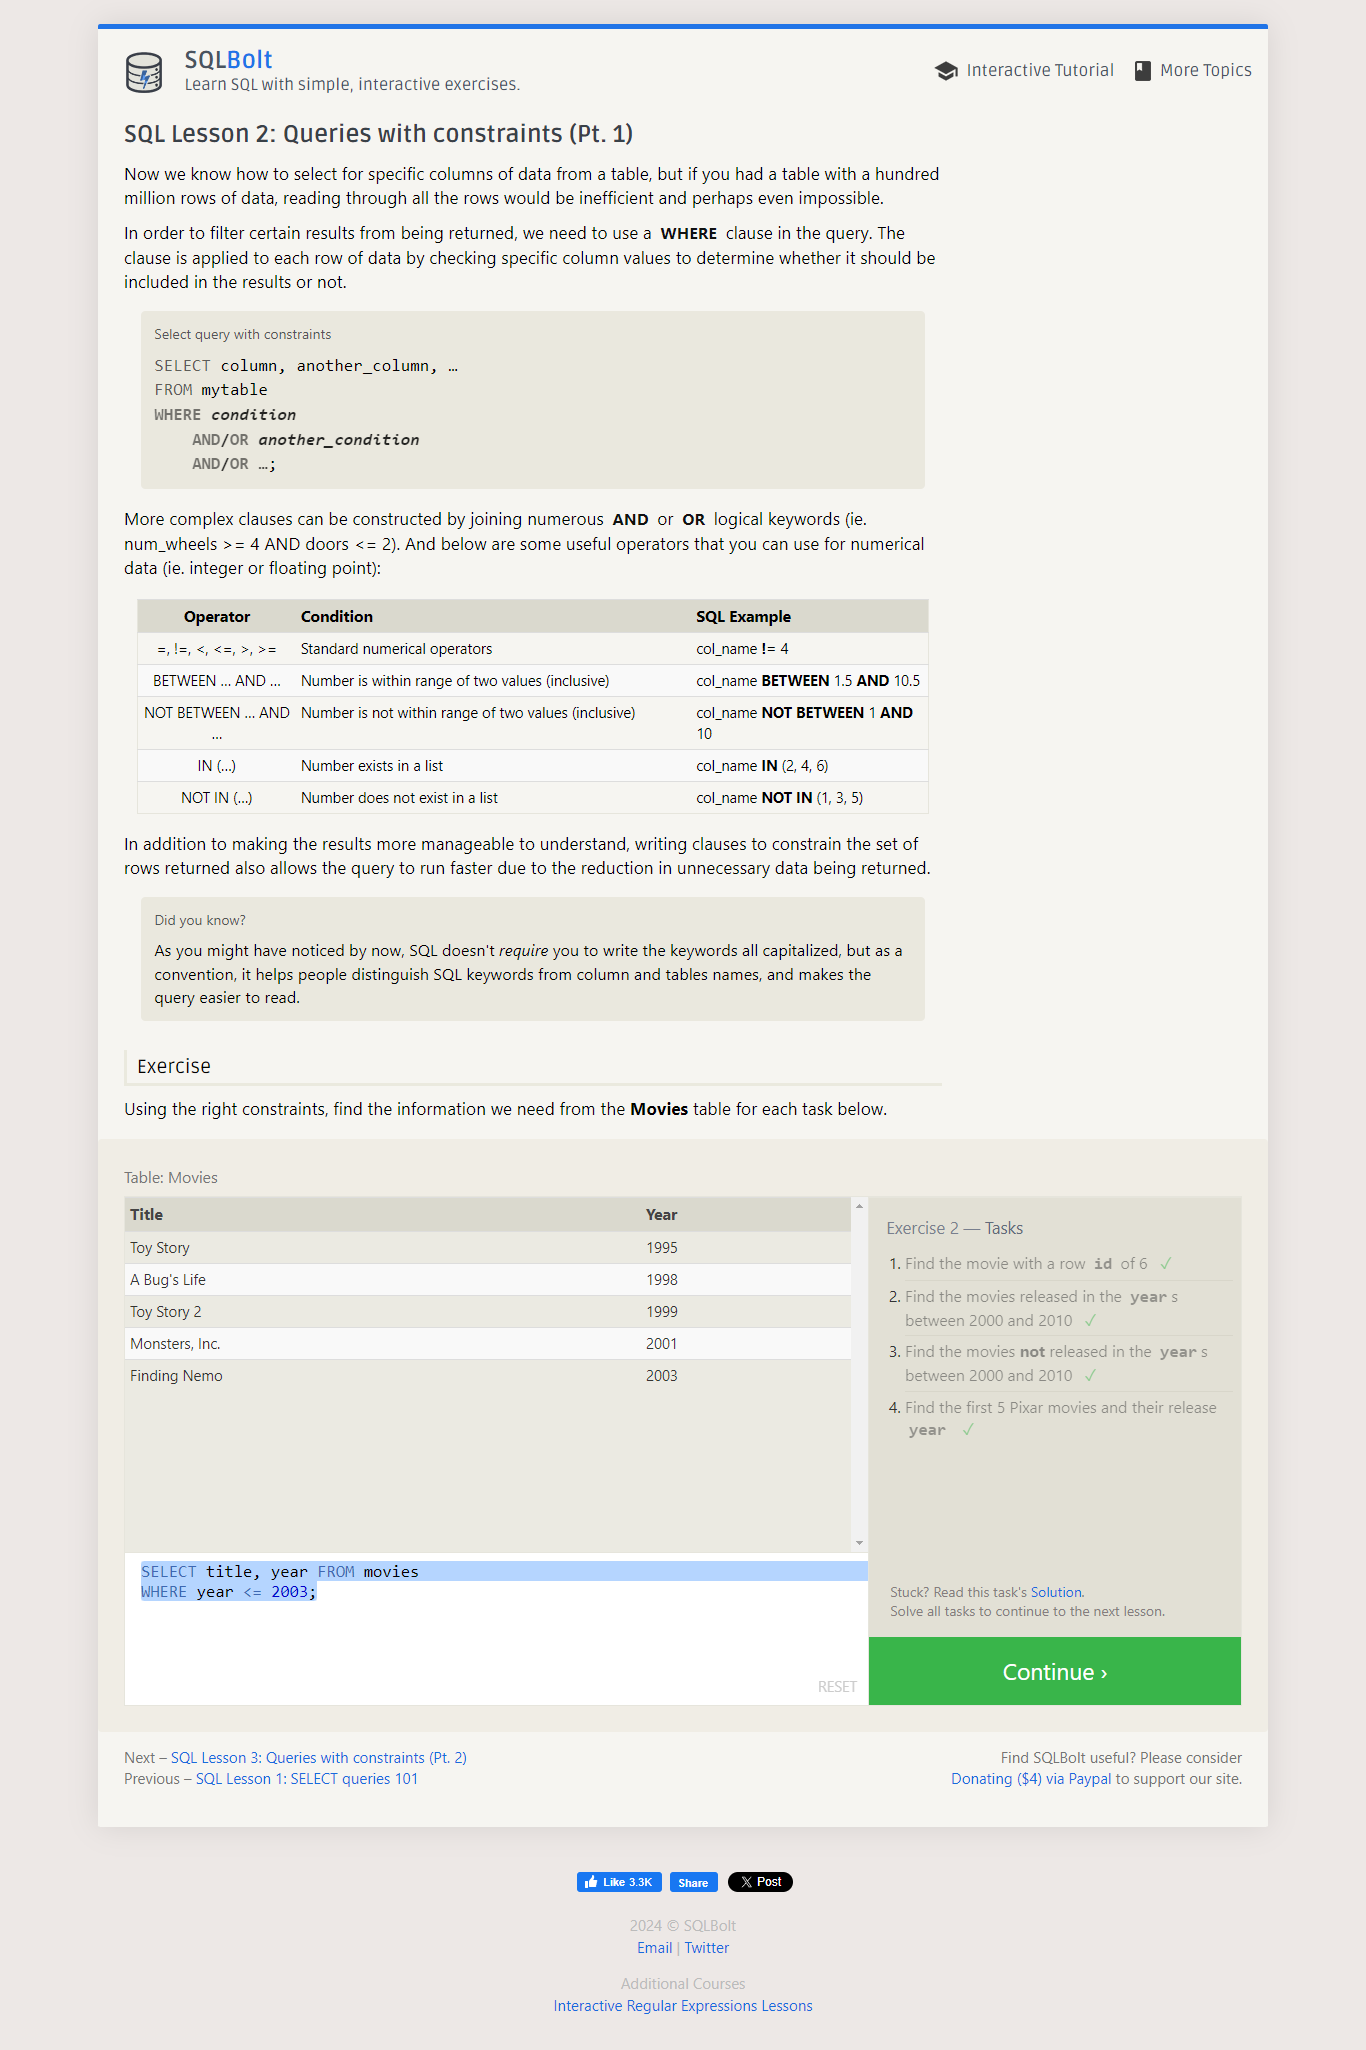 SQLBolt
Learn SQL with simple, interactive exercises.
Interactive Tutorial
More Topics
SQL Lesson 2: Queries with constraints (Pt. 1)
Now we know how to select for specific columns of data from a table, but if you had a table with a hundred
million rows of data, reading through all the rows would be inefficient and perhaps even impossible.
In order to filter certain results from being returned, we need to use a WHERE clause in the query. The
clause is applied to each row of data by checking specific column values to determine whether it should be
included in the results or not.
Select query with constraints
SELECT column, another_column, …
FROM mytable
WHERE condition
AND/OR another_condition
AND/OR …;
More complex clauses can be constructed by joining numerous AND or OR logical keywords (ie.
num_wheels >= 4 AND doors <= 2). And below are some useful operators that you can use for numerical
data (ie. integer or floating point):
Operator Condition SQL Example
=, !=, <, <=, >, >= Standard numerical operators col_name != 4
BETWEEN … AND … Number is within range of two values (inclusive) col_name BETWEEN 1.5 AND 10.5
NOT BETWEEN … AND Number is not within range of two values (inclusive) col_name NOT BETWEEN 1 AND
… 10
IN (…) Number exists in a list col_name IN (2, 4, 6)
NOT IN (…) Number does not exist in a list col_name NOT IN (1, 3, 5)
In addition to making the results more manageable to understand, writing clauses to constrain the set of
rows returned also allows the query to run faster due to the reduction in unnecessary data being returned.
Did you know?
As you might have noticed by now, SQL doesn't require you to write the keywords all capitalized, but as a
convention, it helps people distinguish SQL keywords from column and tables names, and makes the
query easier to read.
Exercise
Using the right constraints, find the information we need from the Movies table for each task below.
Table: Movies
Title Year
Toy Story 1995
A Bug's Life 1998
Toy Story 2 1999
Monsters, Inc. 2001
Finding Nemo 2003
SELECT title, year FROM movies
WHERE year <= 2003;
RESET
Exercise 2 — Tasks
1. Find the movie with a row id of 6 ✓
2. Find the movies released in the year s
between 2000 and 2010 ✓
3. Find the movies not released in the year s
between 2000 and 2010 ✓
4. Find the first 5 Pixar movies and their release
year ✓
Stuck? Read this task's Solution.
Solve all tasks to continue to the next lesson.
Continue ›
Next – SQL Lesson 3: Queries with constraints (Pt. 2)
Previous – SQL Lesson 1: SELECT queries 101
Find SQLBolt useful? Please consider
Donating ($4) via Paypal to support our site.
Like 3.3K
Share
X Post
2024 © SQLBolt
Email | Twitter
Additional Courses
Interactive Regular Expressions Lessons